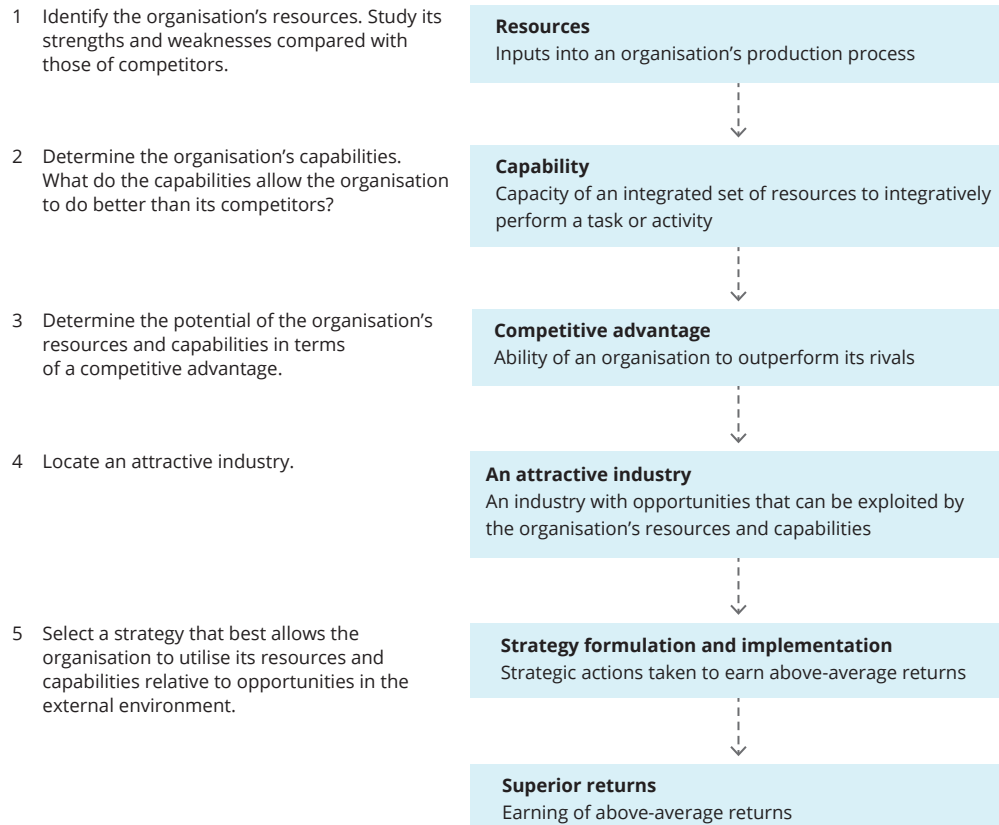 1 Identify the organisation’s resources. Study its
strengths and weaknesses compared with
those of competitors.
Resources
Inputs into an organisation’s production process
2 Determine the organisation’s capabilities.
What do the capabilities allow the organisation
to do better than its competitors?
Capability
Capacity of an integrated set of resources to integratively
perform a task or activity
3 Determine the potential of the organisation’s
resources and capabilities in terms
of a competitive advantage.
Competitive advantage
Ability of an organisation to outperform its rivals
4 Locate an attractive industry.
An attractive industry
An industry with opportunities that can be exploited by
the organisation’s resources and capabilities
5 Select a strategy that best allows the
organisation to utilise its resources and
capabilities relative to opportunities in the
external environment.
Strategy formulation and implementation
Strategic actions taken to earn above-average returns
Superior returns
Earning of above-average returns